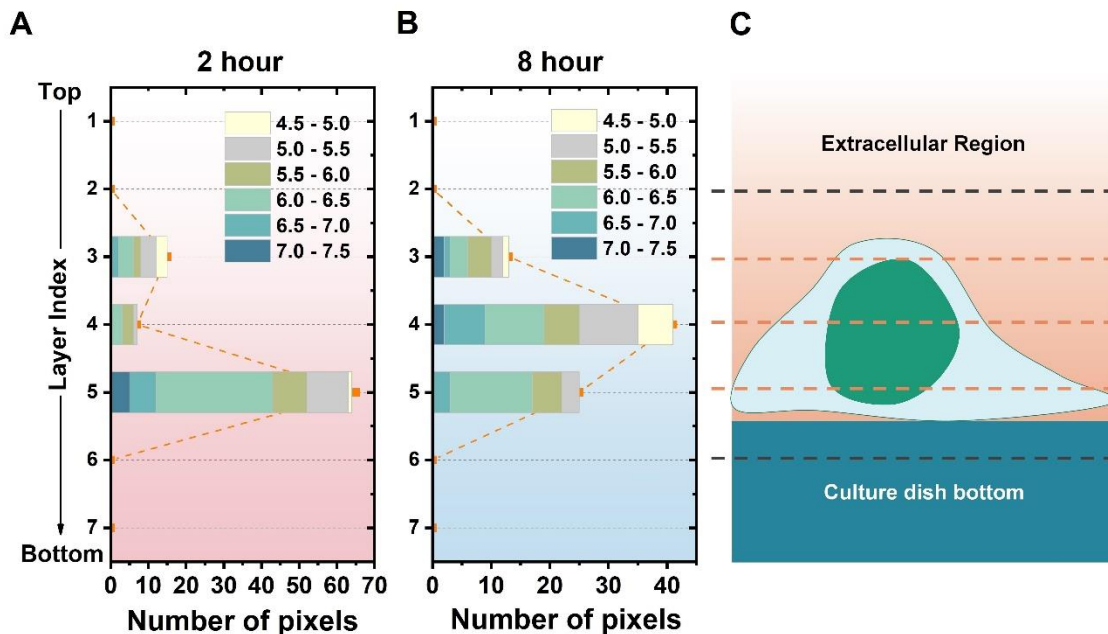 A
B
C
2 hour
8 hour
Top
Layer Index
Bottom
1
2
3
4
5
6
7
4.5 - 5.0
5.0 - 5.5
5.5 - 6.0
6.0 - 6.5
6.5 - 7.0
7.0 - 7.5
0 10 20 30 40 50 60 70
Number of pixels
1
2
3
4
5
6
7
4.5 - 5.0
5.0 - 5.5
5.5 - 6.0
6.0 - 6.5
6.5 - 7.0
7.0 - 7.5
0 10 20 30 40
Number of pixels
Extracellular Region
Culture dish bottom